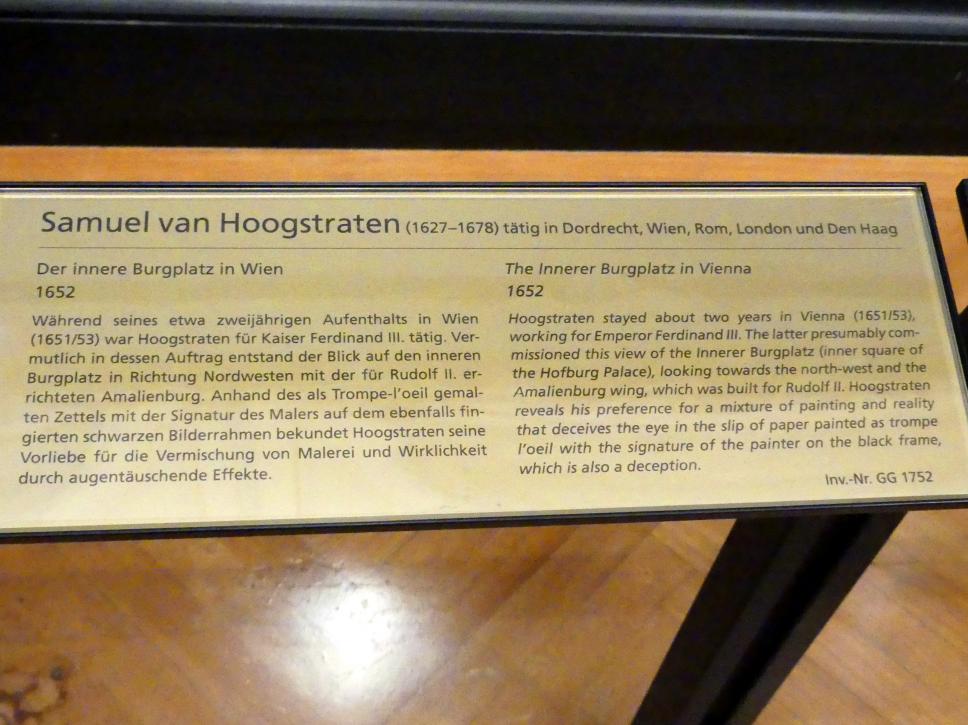 Samuel van Hoogstraten (1627–1678) tätig in Dordrecht, Wien, Rom, London und Den Haag
Der innere Burgplatz in Wien
1652
Während seines etwa zweijährigen Aufenthalts in Wien
(1651/53) war Hoogstraten für Kaiser Ferdinand III. tätig. Ver-
mutlich in dessen Auftrag entstand der Blick auf den inneren
Burgplatz in Richtung Nordwesten mit der für Rudolf II. er-
richteten Amalienburg. Anhand des als Trompe-l'oeil gemal-
ten Zettels mit der Signatur des Malers auf dem ebenfalls fin-
gierten schwarzen Bilderrahmen bekundet Hoogstraten seine
Vorliebe für die Vermischung von Malerei und Wirklichkeit
durch augentäuschende Effekte.
The Innerer Burgplatz in Vienna
1652
Hoogstraten stayed about two years in Vienna (1651/53),
working for Emperor Ferdinand III. The latter presumably com-
missioned this view of the Innerer Burgplatz (inner square of
the Hofburg Palace), looking towards the north-west and the
Amalienburg wing, which was built for Rudolf II. Hoogstraten
reveals his preference for a mixture of painting and reality
that deceives the eye in the slip of paper painted as trompe
l'oeil with the signature of the painter on the black frame,
which is also a deception.
Inv.-Nr. GG 1752